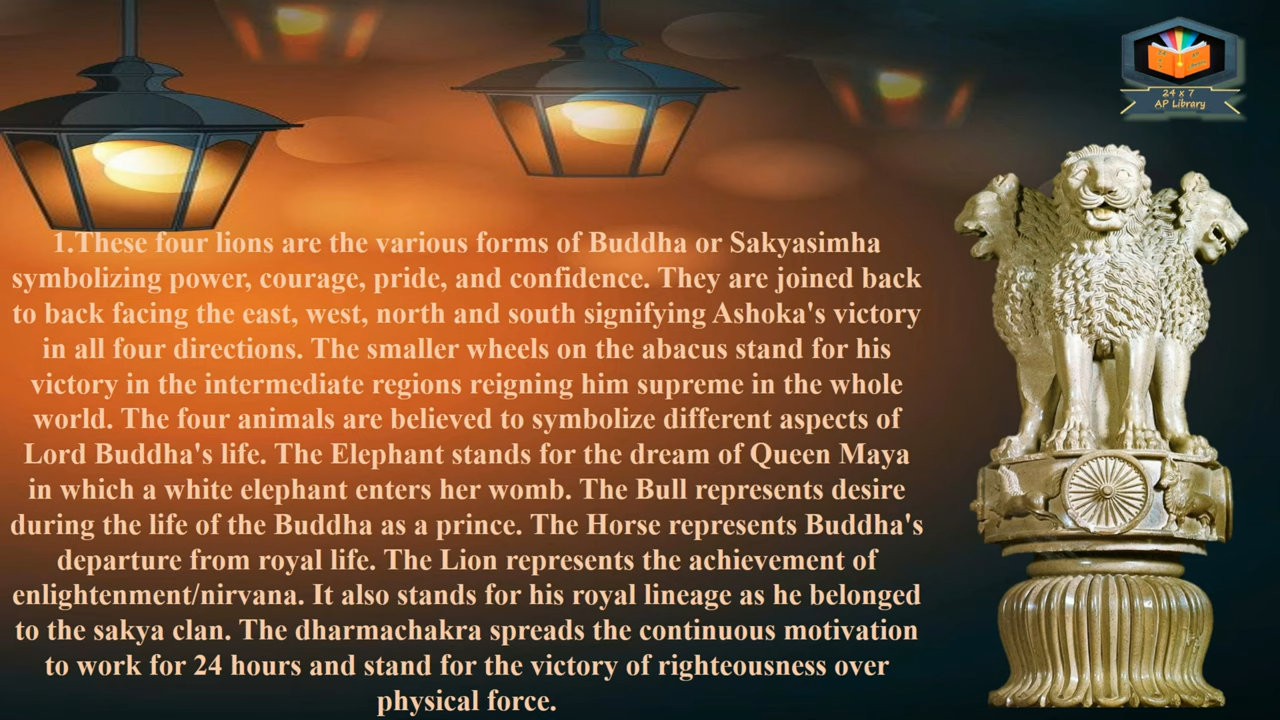 24 x 7
AP Library
1.These four lions are the various forms of Buddha or Sakyasimha
symbolizing power, courage, pride, and confidence. They are joined back
to back facing the east, west, north and south signifying Ashoka's victory
in all four directions. The smaller wheels on the abacus stand for his
victory in the intermediate regions reigning him supreme in the whole
world. The four animals are believed to symbolize different aspects of
Lord Buddha's life. The Elephant stands for the dream of Queen Maya
in which a white elephant enters her womb. The Bull represents desire
during the life of the Buddha as a prince. The Horse represents Buddha's
departure from royal life. The Lion represents the achievement of
enlightenment/nirvana. It also stands for his royal lineage as he belonged
to the sakya clan. The dharmachakra spreads the continuous motivation
to work for 24 hours and stand for the victory of righteousness over
physical force.